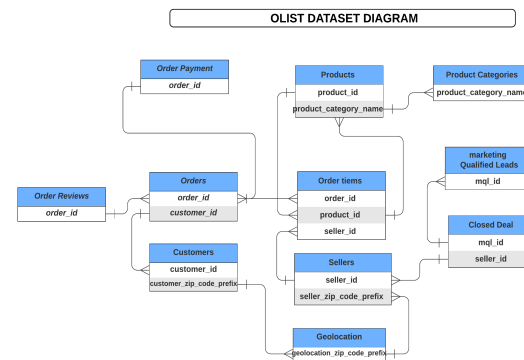 OLIST DATASET DIAGRAM
Order Payment
order_id
Products
product_id
product_category_name
Product Categories
product_category_name
marketing
Qualified Leads
mql_id
Orders
order_id
customer_id
Order tiems
order_id
product_id
seller_id
Order Reviews
order_id
Closed Deal
mql_id
seller_id
Customers
customer_id
customer_zip_code_prefix
Sellers
seller_id
seller_zip_code_prefix
Geolocation
geolocation_zip_code_prefix